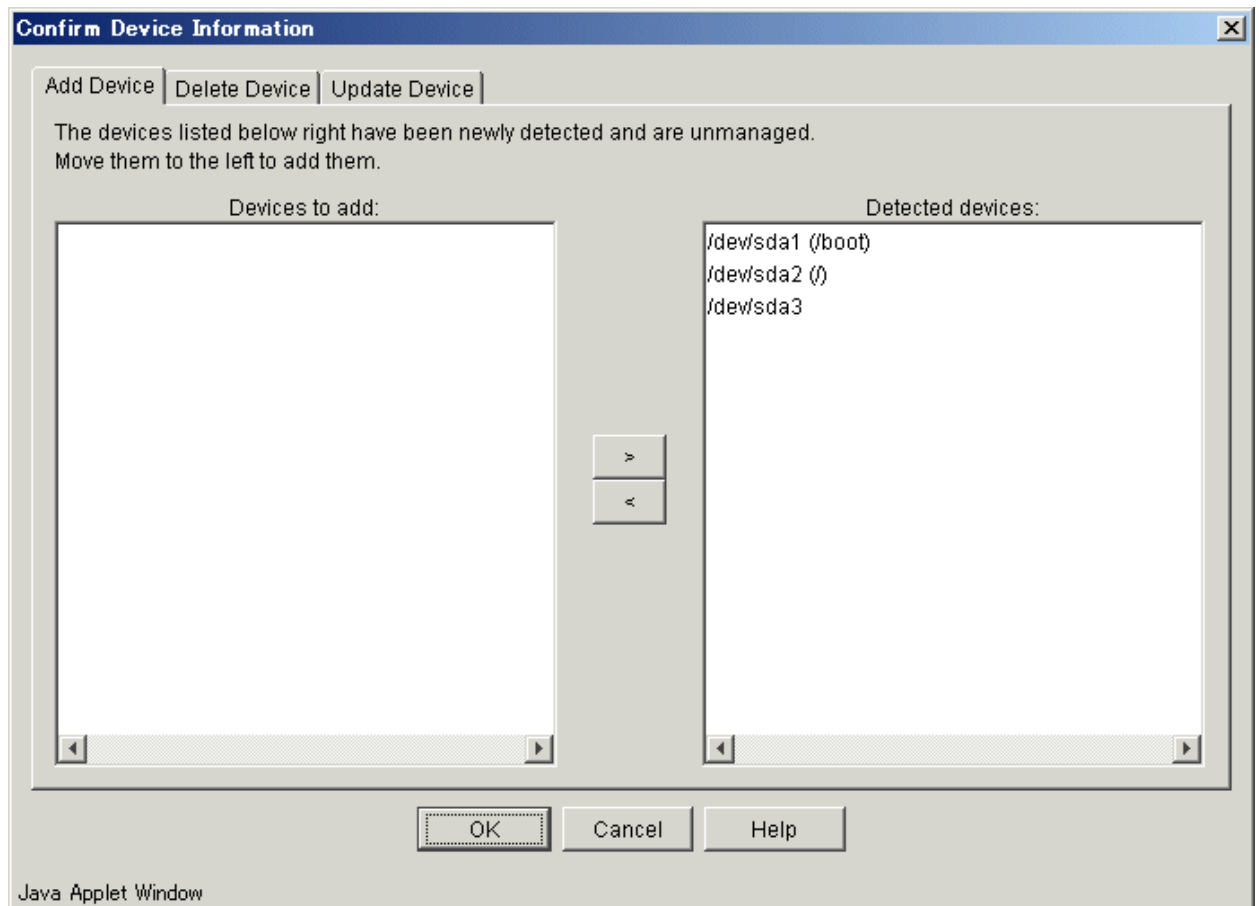 Confirm Device Information
Add Device
Delete Device
Update Device
The devices listed below right have been newly detected and are unmanaged.
Move them to the left to add them.
Devices to add:
Detected devices:
/dev/sda1 (/boot)
/dev/sda2 (/)
/dev/sda3
>
<
OK
Cancel
Help
Java Applet Window